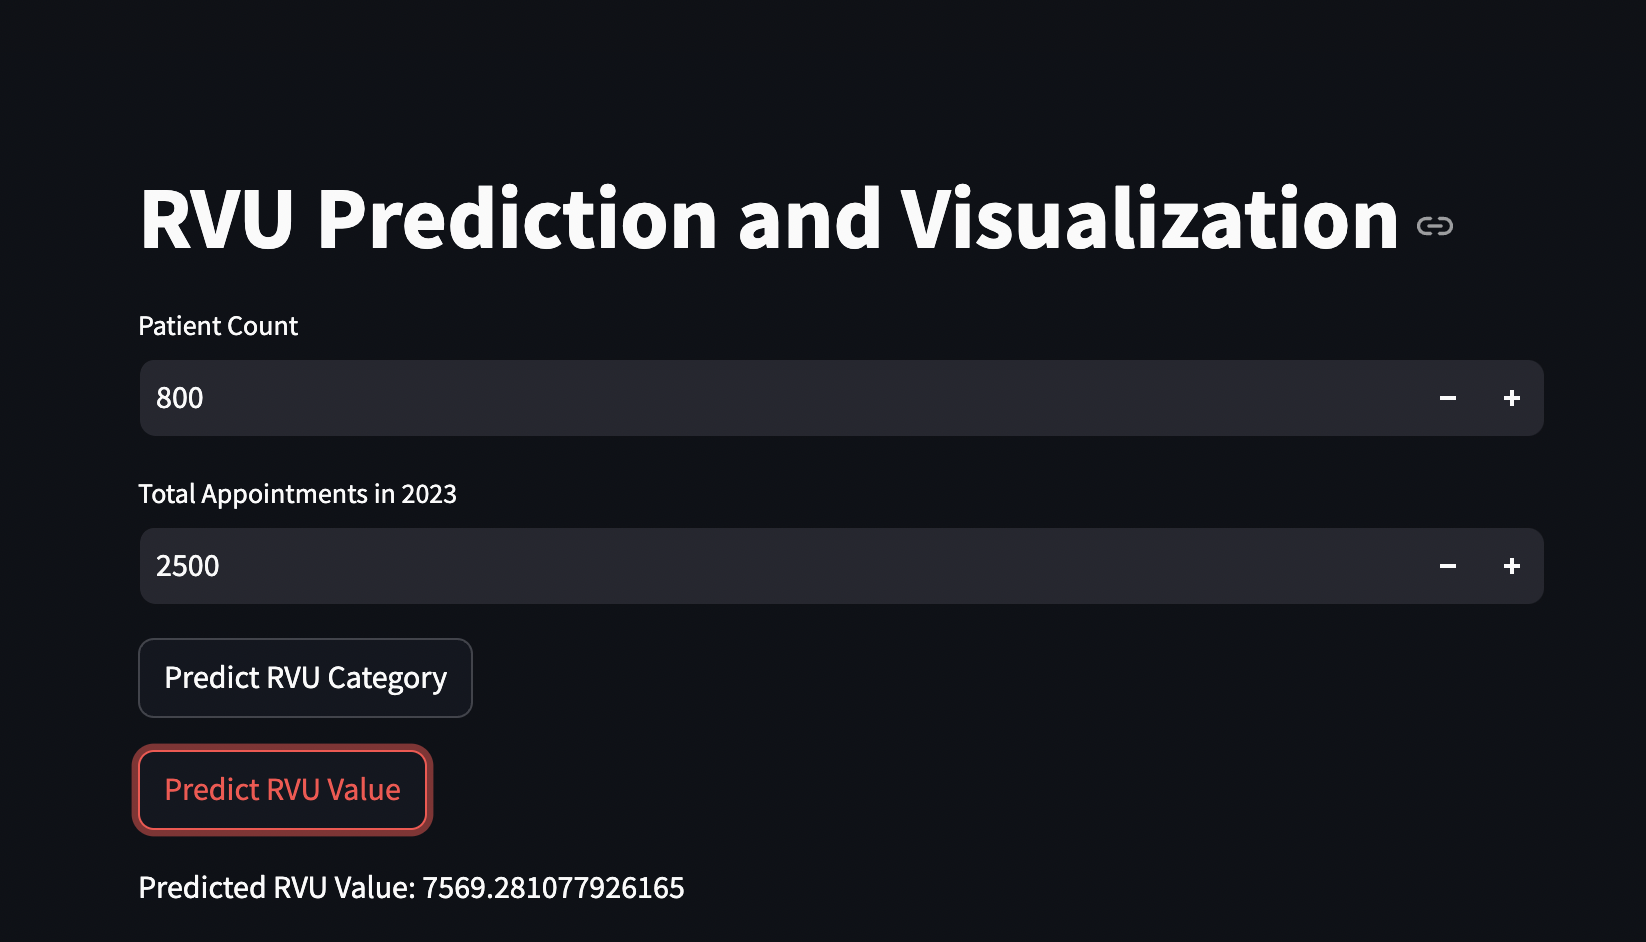 RVU Prediction and Visualization
Patient Count
800
Total Appointments in 2023
2500
Predict RVU Category
Predict RVU Value
Predicted RVU Value: 7569.281077926165